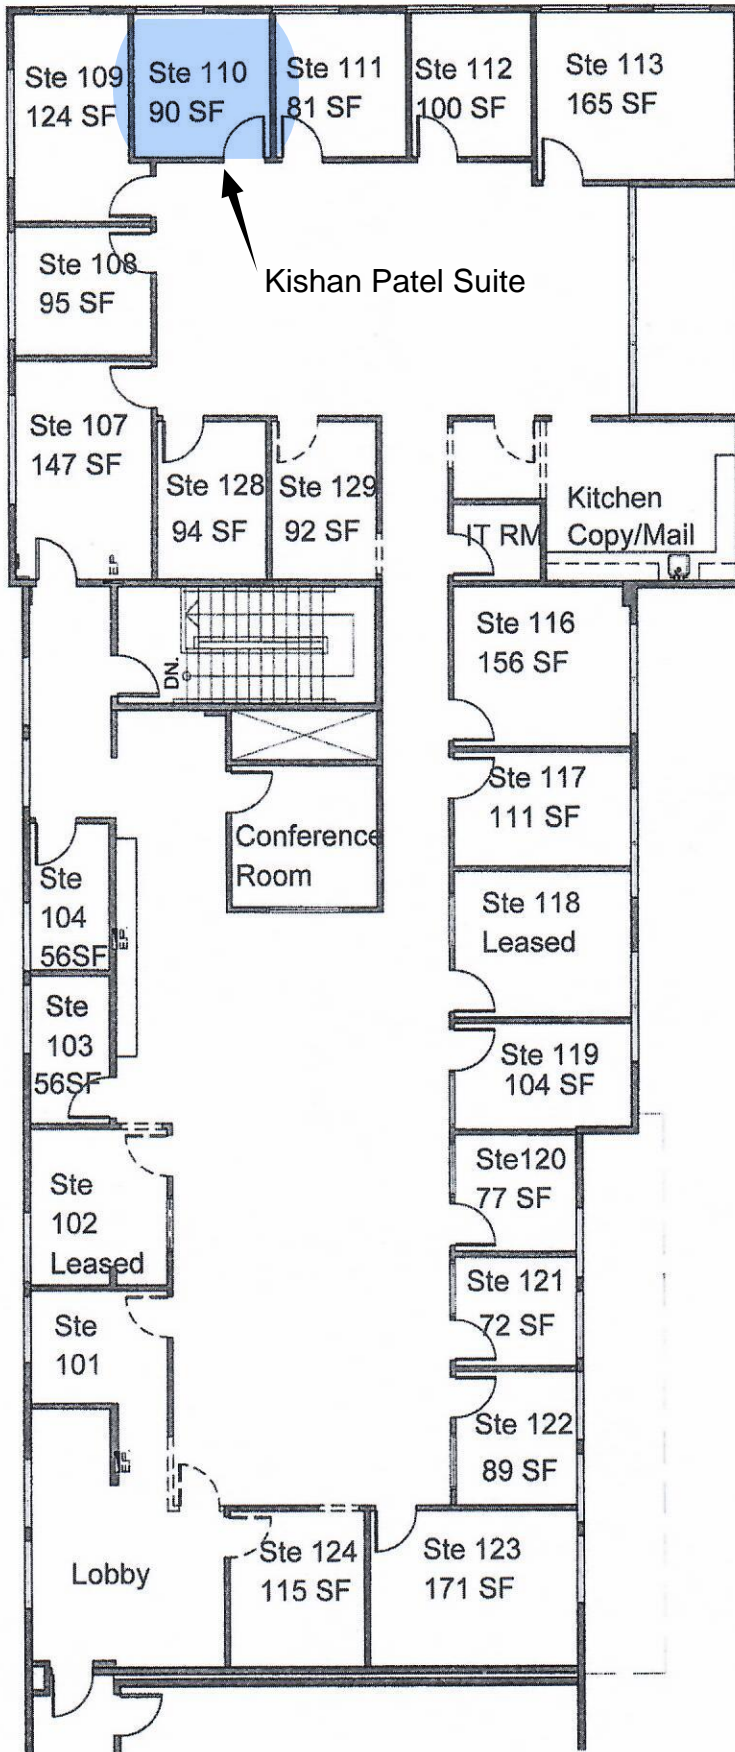 Ste 109
124 SF
Ste 110
90 SF
Ste 111
81 SF
Ste 112
100 SF
Ste 113
165 SF
Kishan Patel Suite
Ste 108
95 SF
Ste 107
147 SF
EP.
Ste 128
94 SF
Ste 129
92 SF
IT RM
Kitchen
Copy/Mail
DN.
Ste 116
156 SF
Ste 117
111 SF
Conference
Room
Ste 118
Leased
Ste
104
56SF
EP.
Ste
103
56SF
Ste 119
104 SF
Ste120
77 SF
Ste
102
Leased
Ste 121
72 SF
Ste
101
Ste 122
89 SF
EP.
Lobby
Ste 124
115 SF
Ste 123
171 SF